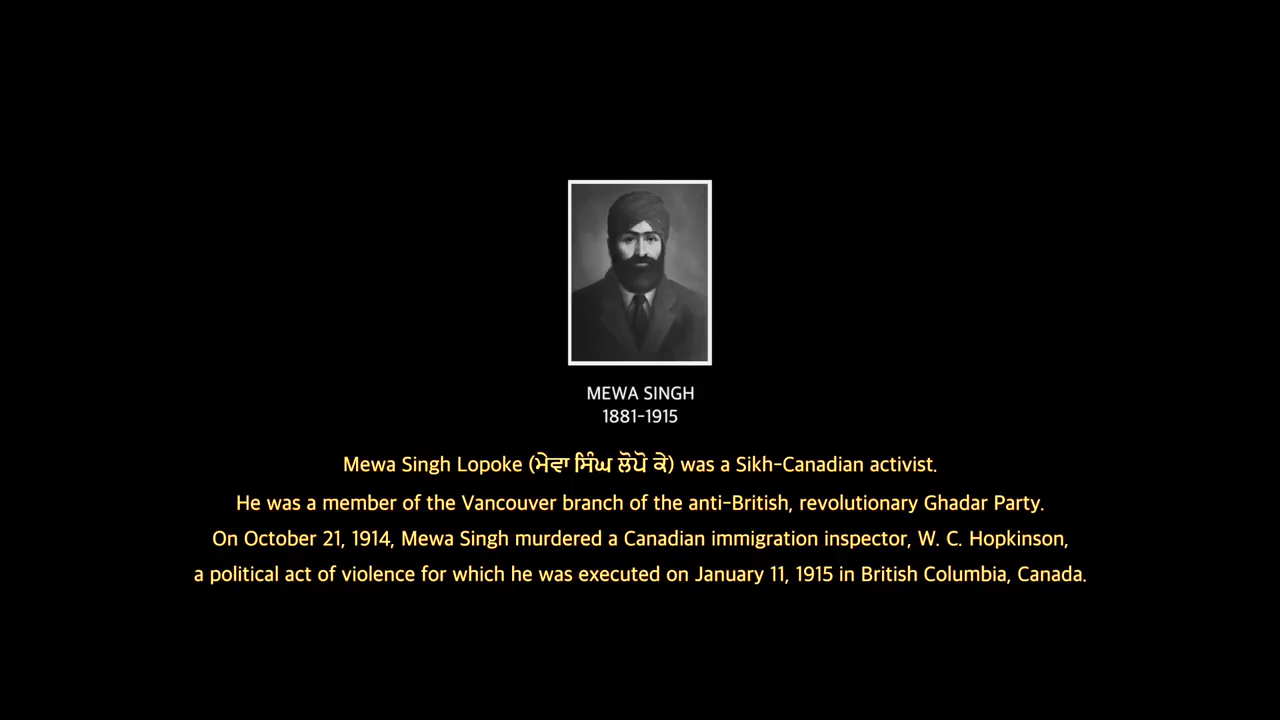 MEWA SINGH
1881-1915
Mewa Singh Lopoke (ਮੇਵਾ ਸਿੰਘ ਲੋਪੋ ਕੇ) was a Sikh-Canadian activist.
He was a member of the Vancouver branch of the anti-British, revolutionary Ghadar Party.
On October 21, 1914, Mewa Singh murdered a Canadian immigration inspector, W. C. Hopkinson,
a political act of violence for which he was executed on January 11, 1915 in British Columbia, Canada.